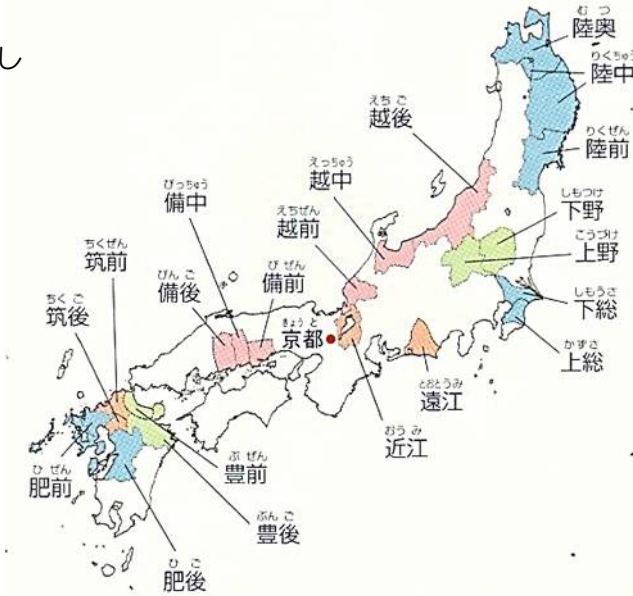 し
むつ
陸奥
りくちゅう
陸中
りくぜん
陸前
えちご
越後
えっちゅう
越中
えちぜん
越前
しもつけ
下野
こうづけ
上野
しもうさ
下総
かずさ
上総
びっちゅう
備中
びんご
備後
びぜん
備前
きょうと
京都
ちくぜん
筑前
ちくご
筑後
とおとうみ
遠江
おうみ
近江
ぶぜん
豊前
ぶんご
豊後
ひぜん
肥前
ひご
肥後